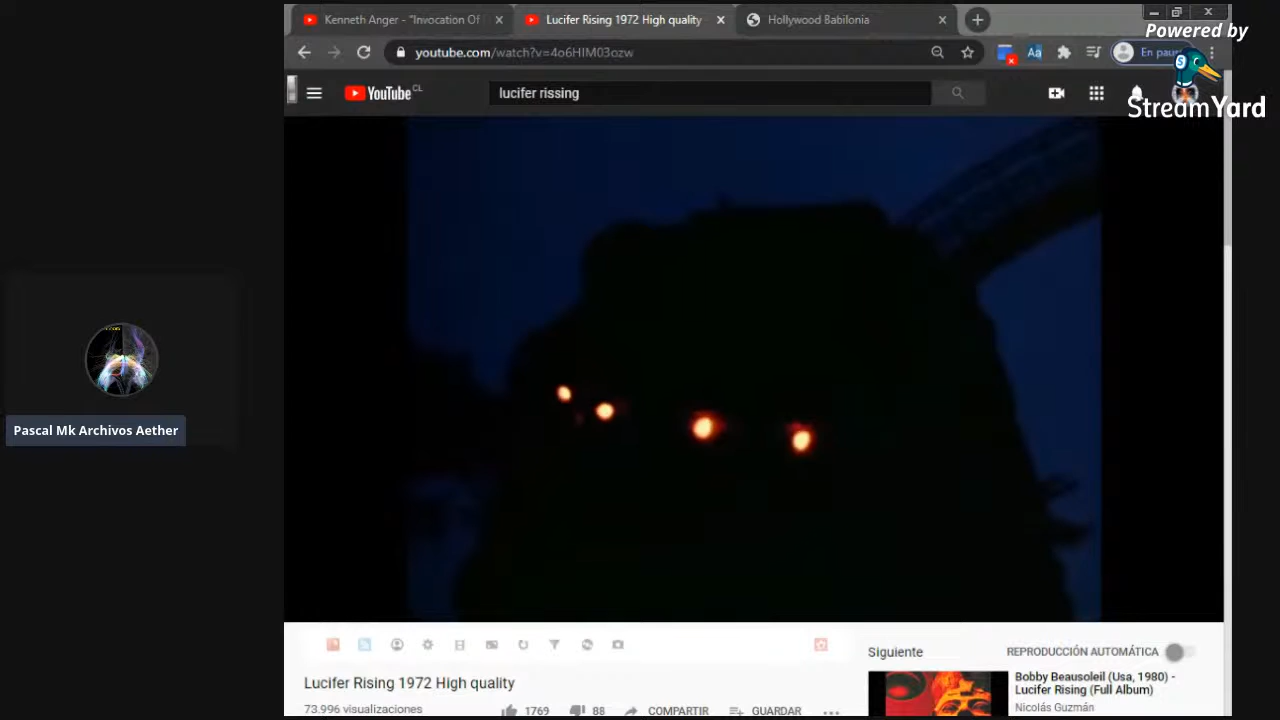 Kenneth Anger - "Invocation Of
Lucifer Rising 1972 High quality
Hollywood Babilonia
Powered by
StreamYard
youtube.com/watch?v=4o6HIM03ozw
Aa
YouTube CL
lucifer rissing
Pascal Mk Archivos Aether
Siguiente
REPRODUCCIÓN AUTOMÁTICA
Lucifer Rising 1972 High quality
73.996 visualizaciones
1769
88
COMPARTIR
GUARDAR
Bobby Beausoleil (Usa, 1980) -
Lucifer Rising (Full Album)
Nicolás Guzmán